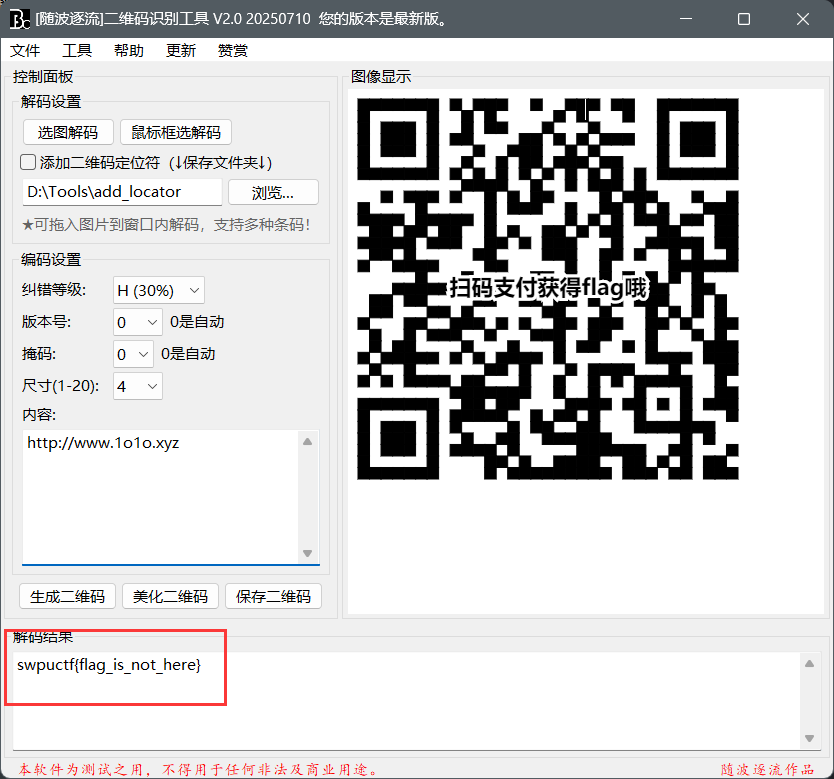 [随波逐流]二维码识别工具 V2.0 20250710 您的版本是最新版。
文件 工具 帮助 更新 赞赏
控制面板
解码设置
选图解码 鼠标框选解码
添加二维码定位符 (↓保存文件夹↓)
D:\Tools\add_locator 浏览...
★可拖入图片到窗口内解码，支持多种条码！
编码设置
纠错等级: H (30%)
版本号: 0 0是自动
掩码: 0 0是自动
尺寸(1-20): 4
内容:
http://www.1o1o.xyz
生成二维码 美化二维码 保存二维码
图像显示
扫码支付获得flag哦
解码结果
swpuctf{flag_is_not_here}
本软件为测试之用，不得用于任何非法及商业用途。 随波逐流作品